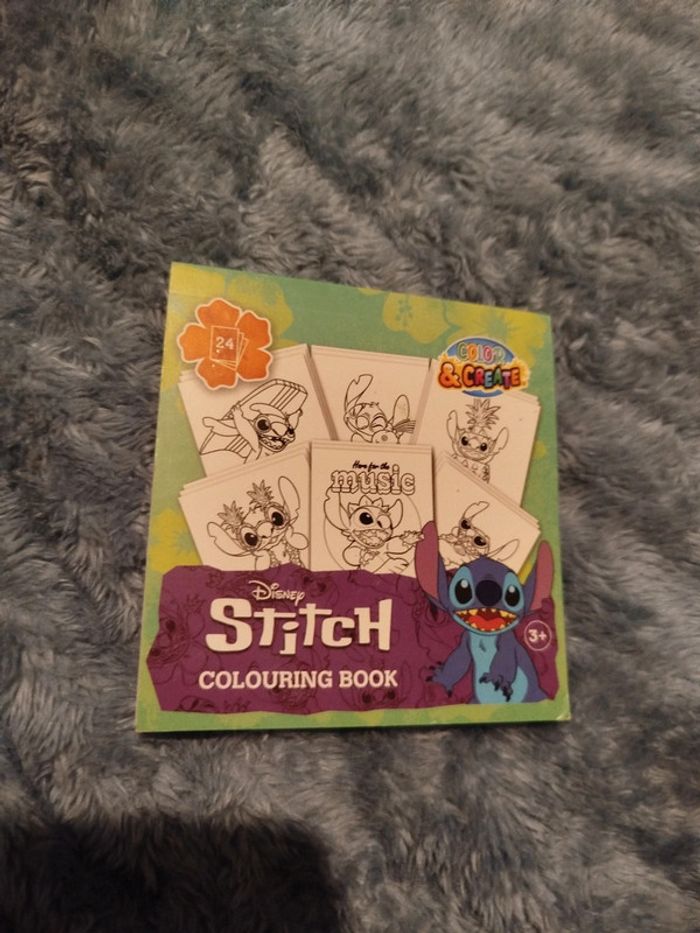 24
COLOR
& CREATE
Here for the
music
Disney
Stitch
COLOURING BOOK
3+